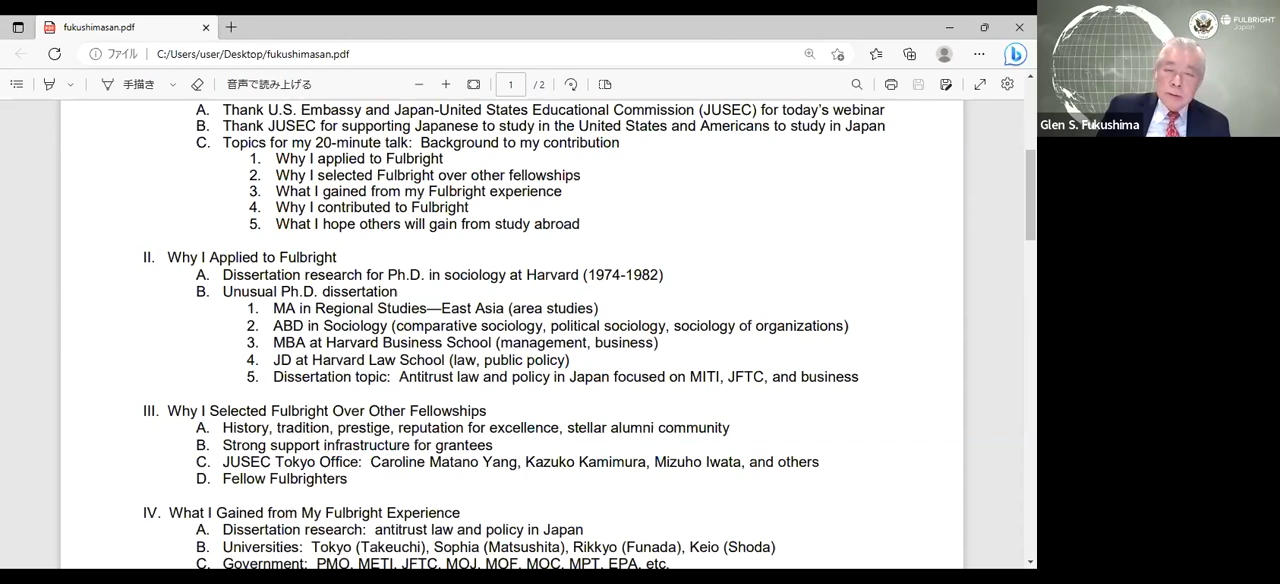 fukushimasan.pdf
ファイル
C:/Users/user/Desktop/fukushimasan.pdf
手描き
音声で読み上げる
1
/ 2
FULBRIGHT
Japan
Glen S. Fukushima
A. Thank U.S. Embassy and Japan-United States Educational Commission (JUSEC) for today's webinar
B. Thank JUSEC for supporting Japanese to study in the United States and Americans to study in Japan
C. Topics for my 20-minute talk: Background to my contribution
1. Why I applied to Fulbright
2. Why I selected Fulbright over other fellowships
3. What I gained from my Fulbright experience
4. Why I contributed to Fulbright
5. What I hope others will gain from study abroad
II. Why I Applied to Fulbright
A. Dissertation research for Ph.D. in sociology at Harvard (1974-1982)
B. Unusual Ph.D. dissertation
1. MA in Regional Studies—East Asia (area studies)
2. ABD in Sociology (comparative sociology, political sociology, sociology of organizations)
3. MBA at Harvard Business School (management, business)
4. JD at Harvard Law School (law, public policy)
5. Dissertation topic: Antitrust law and policy in Japan focused on MITI, JFTC, and business
III. Why I Selected Fulbright Over Other Fellowships
A. History, tradition, prestige, reputation for excellence, stellar alumni community
B. Strong support infrastructure for grantees
C. JUSEC Tokyo Office: Caroline Matano Yang, Kazuko Kamimura, Mizuho Iwata, and others
D. Fellow Fulbrighters
IV. What I Gained from My Fulbright Experience
A. Dissertation research: antitrust law and policy in Japan
B. Universities: Tokyo (Takeuchi), Sophia (Matsushita), Rikkyo (Funada), Keio (Shoda)
C. Government: PMO, METI, JFTC, MOJ, MOF, MOC, MPT, EPA, etc.